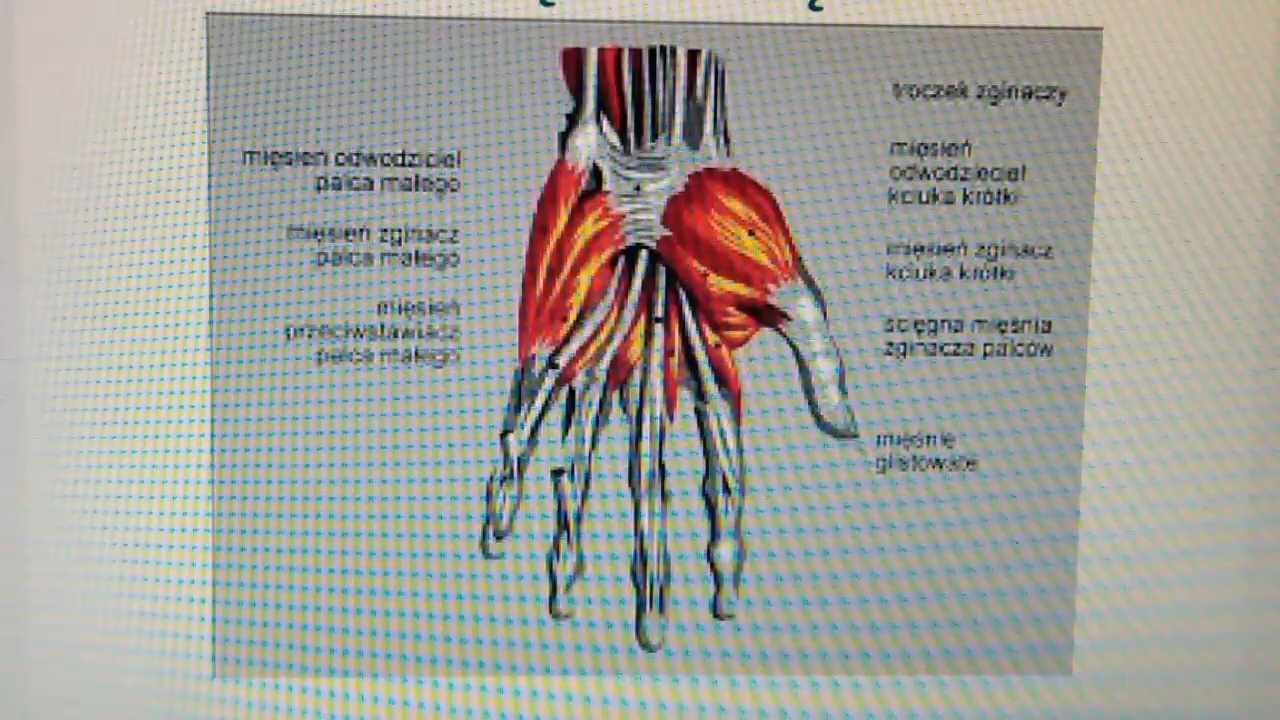 mięsień odwodziciel
palca małego
mięsień zginacz
palca małego
mięsień
przeciwstawiacz
palca małego
troczek zginaczy
mięsień
odwodzieciel
kciuka krótki
mięsień zginacz
kciuka krótki
ścięgna mięśnia
zginacza palców
mięśnie
glistowate